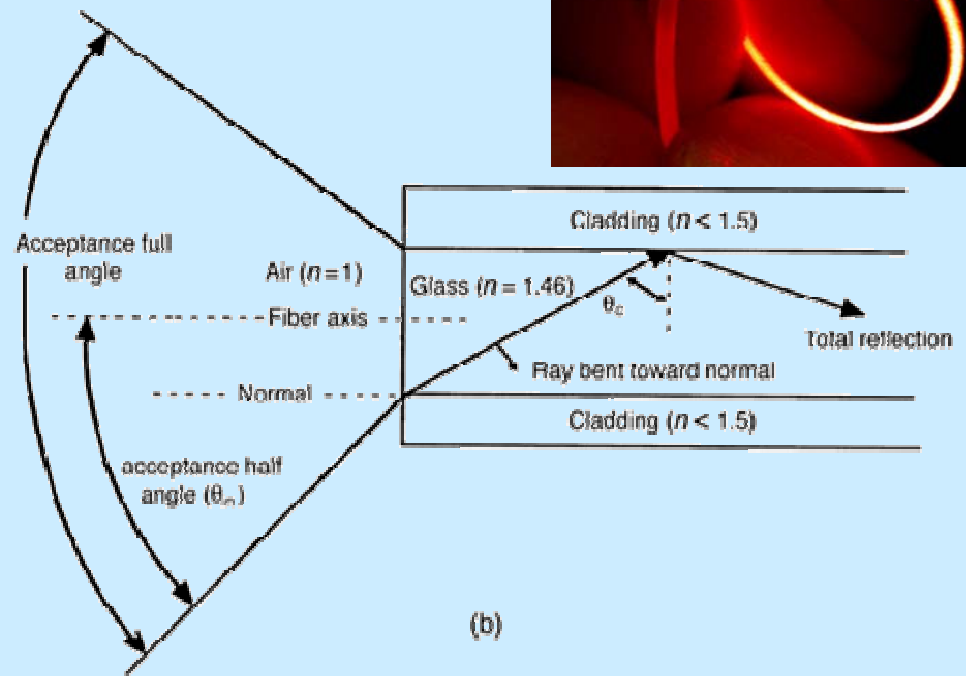 Cladding (n < 1.5)
Acceptance full
angle
Air (n = 1)
Glass (n = 1.46)
θc
Fiber axis
Total reflection
Ray bent toward normal
Normal
Cladding (n < 1.5)
acceptance half
angle (θ
(b)